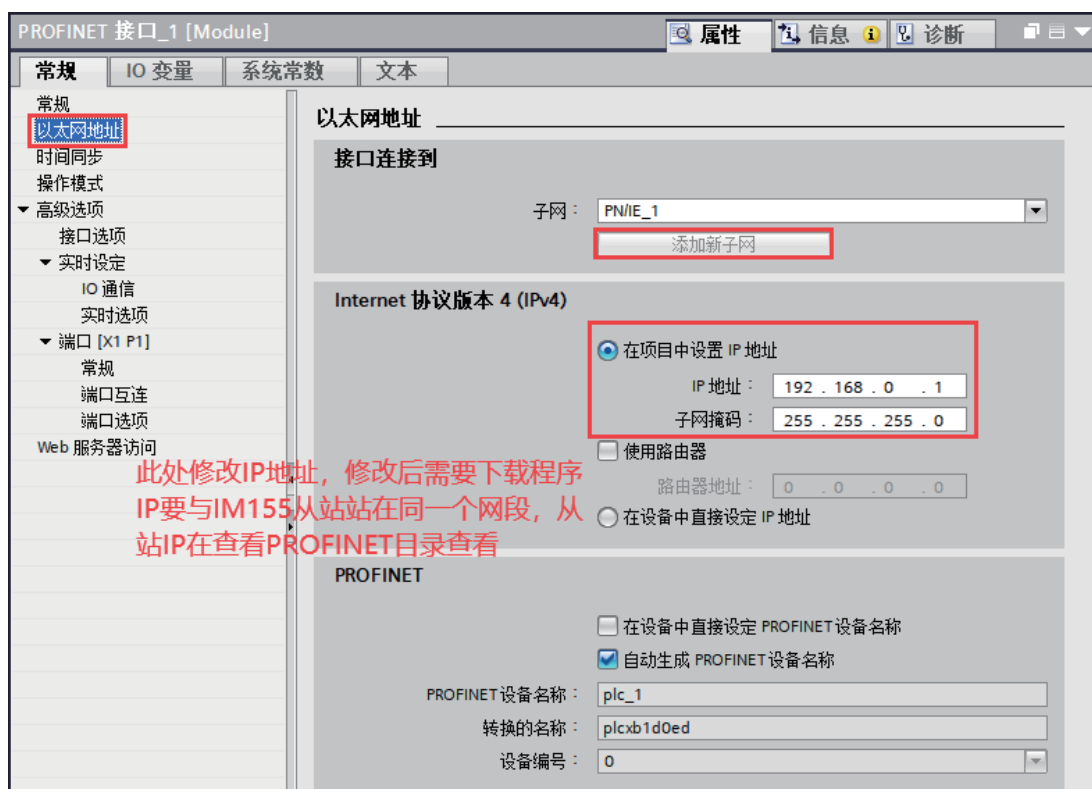 PROFINET 接口_1 [Module]
属性
信息
诊断
常规
IO 变量
系统常数
文本
常规
以太网地址
时间同步
操作模式
高级选项
接口选项
实时设定
IO 通信
实时选项
端口 [X1 P1]
常规
端口互连
端口选项
Web 服务器访问
以太网地址
接口连接到
子网：
PN/IE_1
添加新子网
Internet 协议版本 4 (IPv4)
在项目中设置 IP 地址
IP 地址：
192 . 168 . 0 . 1
子网掩码：
255 . 255 . 255 . 0
使用路由器
路由器地址：
0 . 0 . 0 . 0
在设备中直接设定 IP 地址
此处修改IP地址，修改后需要下载程序
IP要与IM155从站站在同一个网段，从
站IP在查看PROFINET目录查看
PROFINET
在设备中直接设定 PROFINET 设备名称
自动生成 PROFINET 设备名称
PROFINET 设备名称：
plc_1
转换的名称：
plcxb1d0ed
设备编号：
0